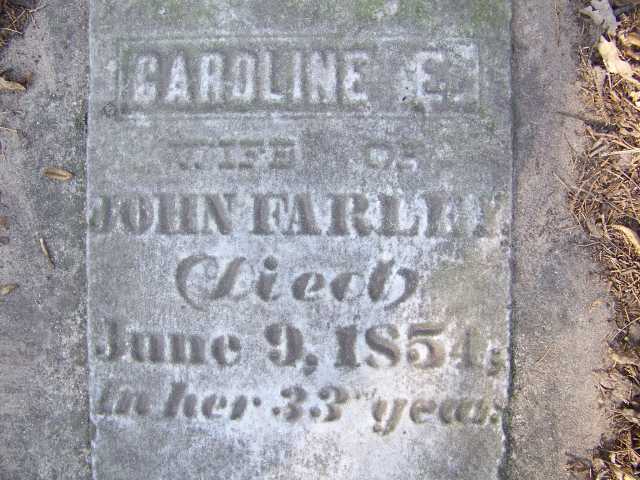 CAROLINE E.
WIFE OF
JOHN FARLEY
Died
June 9, 1854,
in her 33rd year.